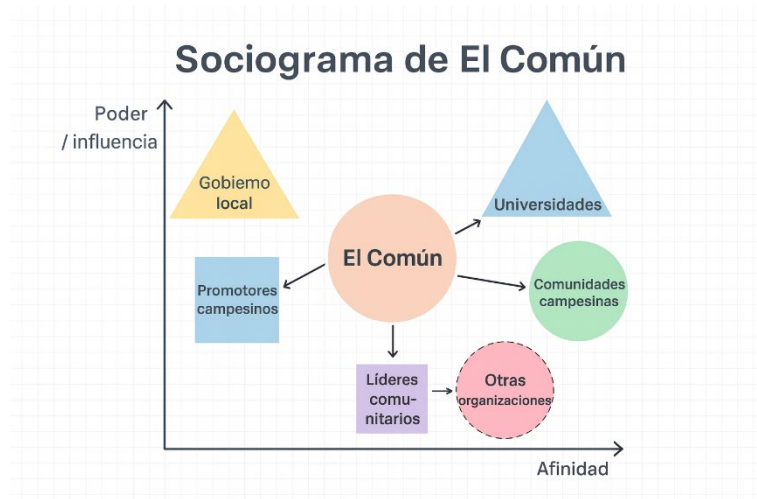 Sociograma de El Común
Poder
/ influencia
Gobiemo
local
Universidades
El Común
Promotores
campesinos
Comunidades
campesinas
Líderes
comu-
nitarios
Otras
organizaciones
Afinidad